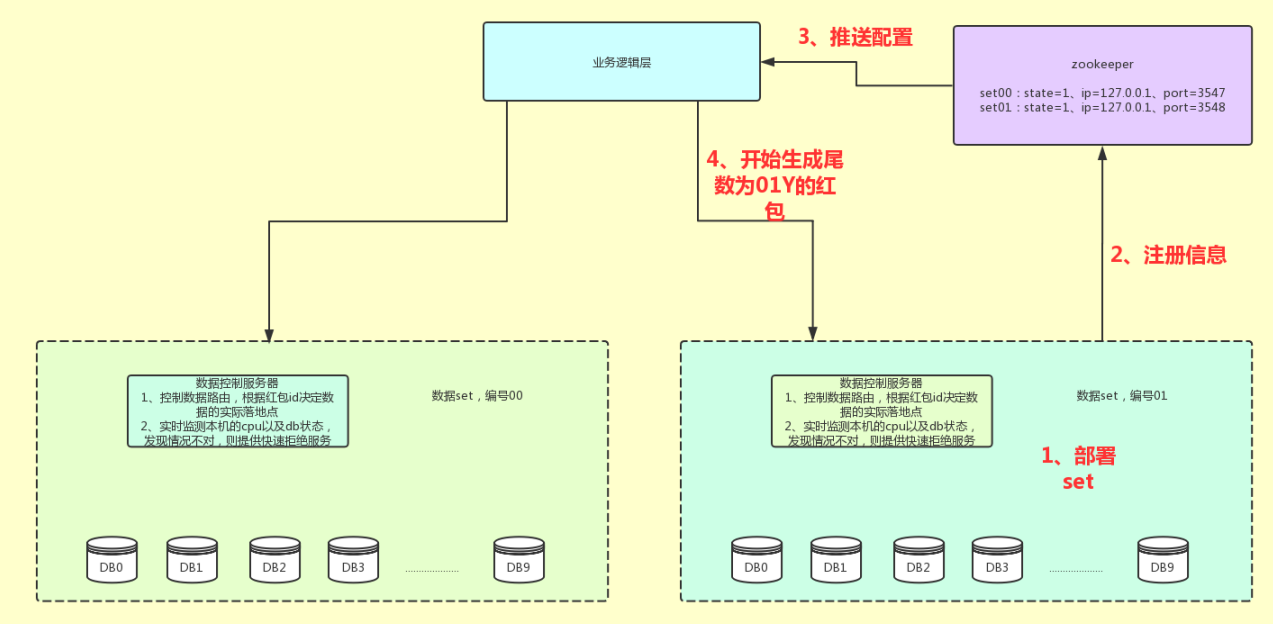 3、推送配置
业务逻辑层
zookeeper
set00：state=1、ip=127.0.0.1、port=3547
set01：state=1、ip=127.0.0.1、port=3548
4、开始生成尾
数为01Y的红
包
2、注册信息
数据控制服务器
1、控制数据路由，根据红包id决定数
据的实际落地点
2、实时监测本机的cpu以及db状态，
发现情况不对，则提供快速拒绝服务
数据set，编号00
数据控制服务器
1、控制数据路由，根据红包id决定数
据的实际落地点
2、实时监测本机的cpu以及db状态，
发现情况不对，则提供快速拒绝服务
数据set，编号01
1、部署
set
DB0
DB1
DB2
DB3
....................
DB9
DB0
DB1
DB2
DB3
....................
DB9